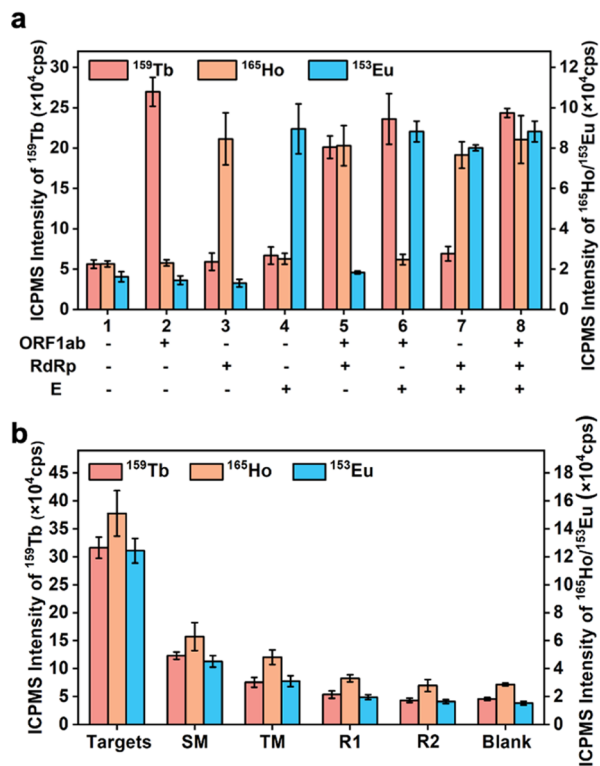 a
¹⁵⁹Tb ¹⁶⁵Ho ¹⁵³Eu
ICPMS Intensity of ¹⁵⁹Tb (×10⁴cps)
30
25
20
15
10
5
0
ICPMS Intensity of ¹⁶⁵Ho/¹⁵³Eu (×10⁴cps)
12
10
8
6
4
2
0
1 2 3 4 5 6 7 8
ORF1ab - + - - + + - +
RdRp - - + - + - + +
E - - - + - + + +
b
¹⁵⁹Tb ¹⁶⁵Ho ¹⁵³Eu
ICPMS Intensity of ¹⁵⁹Tb (×10⁴cps)
45
40
35
30
25
20
15
10
5
0
ICPMS Intensity of ¹⁶⁵Ho/¹⁵³Eu (×10⁴cps)
18
16
14
12
10
8
6
4
2
0
Targets SM TM R1 R2 Blank